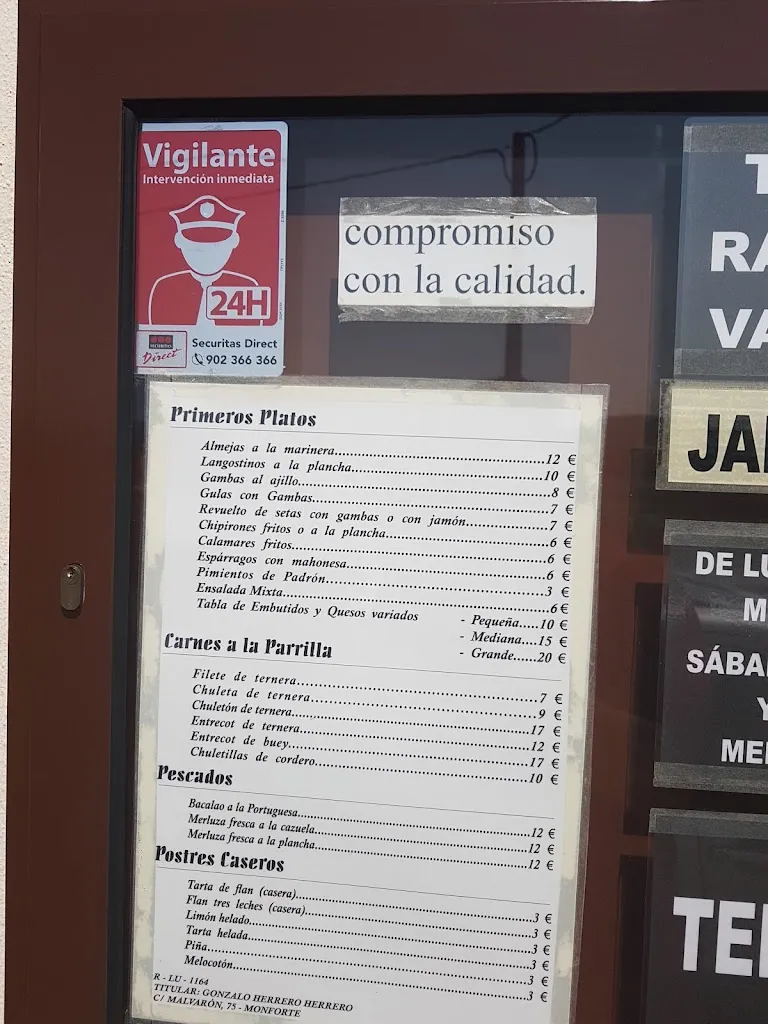 Vigilante
Intervención inmediata
24H
SECURITAS
Direct
Securitas Direct
902 366 366
compromiso
con la calidad.
Primeros Platos
Almejas a la marinera 12 €
Langostinos a la plancha 10 €
Gambas al ajillo 8 €
Gulas con Gambas 7 €
Revuelto de setas con gambas o con jamón 7 €
Chipirones fritos o a la plancha 6 €
Calamares fritos 6 €
Espárragos con mahonesa 6 €
Pimientos de Padrón 3 €
Ensalada Mixta 6 €
Tabla de Embutidos y Quesos variados - Pequeña.....10 €
- Mediana....15 €
- Grande......20 €
Carnes a la Parrilla
Filete de ternera 7 €
Chuleta de ternera 9 €
Chuletón de ternera 17 €
Entrecot de ternera 12 €
Entrecot de buey 17 €
Chuletillas de cordero 10 €
Pescados
Bacalao a la Portuguesa 12 €
Merluza fresca a la cazuela 12 €
Merluza fresca a la plancha 12 €
Postres Caseros
Tarta de flan (casera) 3 €
Flan tres leches (casera) 3 €
Limón helado 3 €
Tarta helada 3 €
Piña 3 €
Melocotón 3 €
R - LU - 1164
TITULAR: GONZALO HERRERO HERRERO
C/ MALVARÓN, 75 - MONFORTE
T
RA
VA
JA
DE LU
M
SÁBA
Y
ME
TE